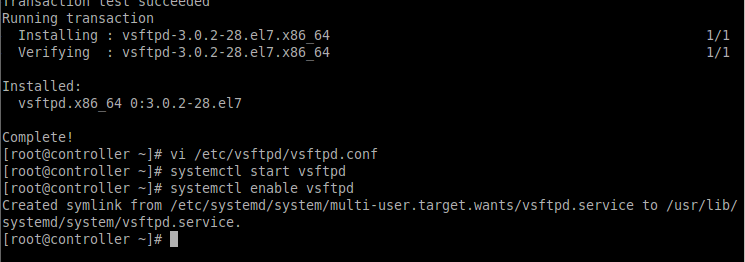 Transaction test succeeded
Running transaction
Installing : vsftpd-3.0.2-28.el7.x86_64 1/1
Verifying : vsftpd-3.0.2-28.el7.x86_64 1/1
Installed:
vsftpd.x86_64 0:3.0.2-28.el7
Complete!
[root@controller ~]# vi /etc/vsftpd/vsftpd.conf
[root@controller ~]# systemctl start vsftpd
[root@controller ~]# systemctl enable vsftpd
Created symlink from /etc/systemd/system/multi-user.target.wants/vsftpd.service to /usr/lib/
systemd/system/vsftpd.service.
[root@controller ~]#